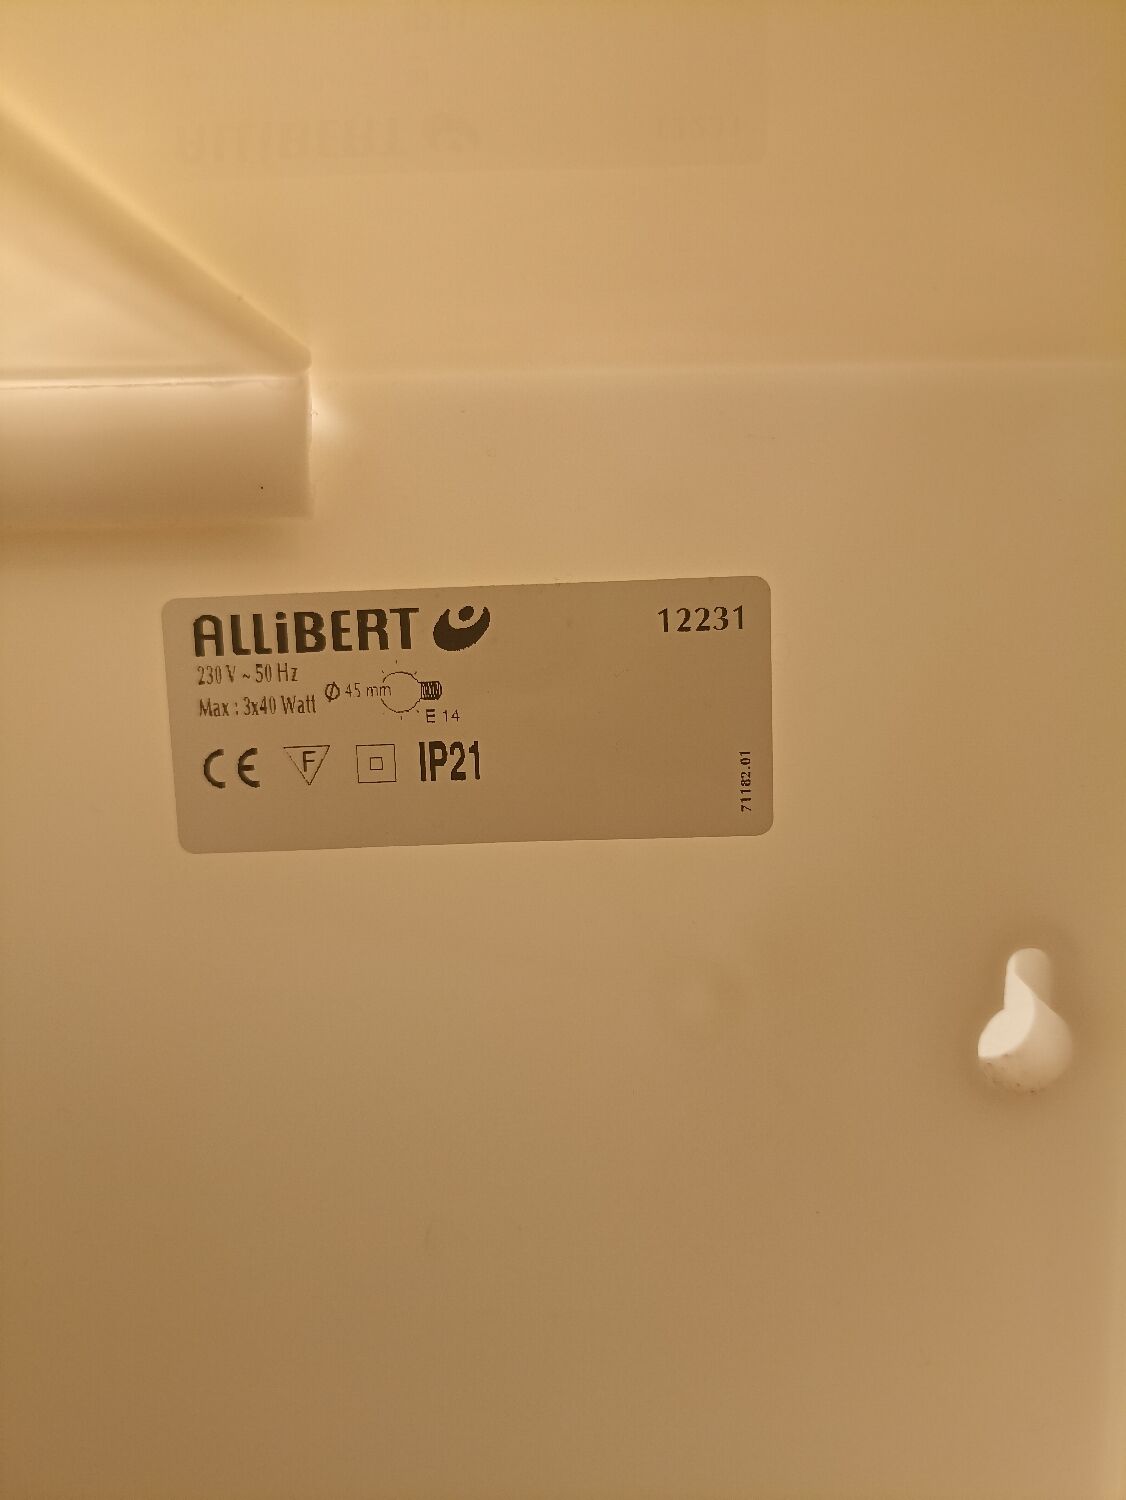 ALLiBERT 12231
230 V ~ 50 Hz
Max : 3x40 Watt Ø 45 mm
E 14
CE F IP21
71182.01